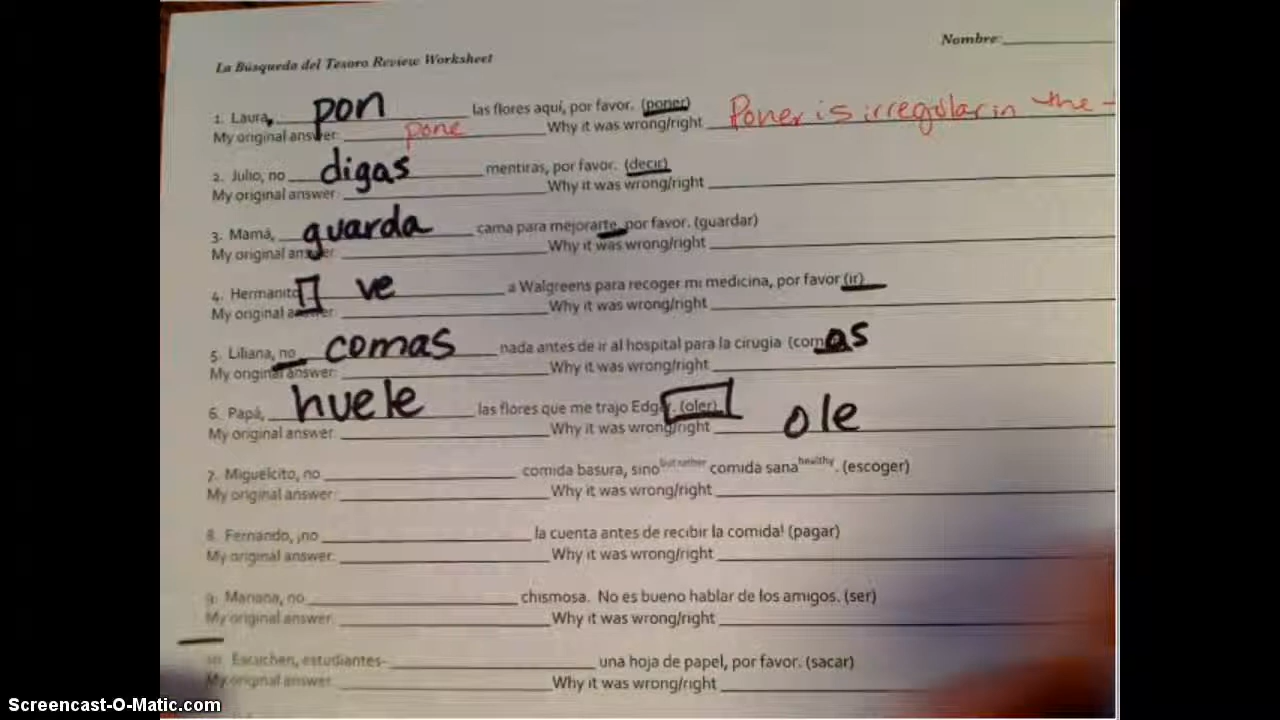 La Búsqueda del Tesoro Review Worksheet Nombre:
1. Laura, pon las flores aquí, por favor. (poner) Poner is irregular in the -
My original answer: pone Why it was wrong/right
2. Julio, no digas mentiras, por favor. (decir)
My original answer: Why it was wrong/right
3. Mamá, guarda cama para mejorarte, por favor. (guardar)
My original answer: Why it was wrong/right
4. Hermanito ve a Walgreens para recoger mi medicina, por favor (ir)
My original answer: Why it was wrong/right
5. Liliana, no comas nada antes de ir al hospital para la cirugía (com as
My original answer: Why it was wrong/right
6. Papá, huele las flores que me trajo Edgar. (oler) ole
My original answer: Why it was wrong/right
7. Miguelcito, no comida basura, sino but rather comida sana healthy. (escoger)
My original answer: Why it was wrong/right
8. Fernando, ¡no la cuenta antes de recibir la comida! (pagar)
My original answer: Why it was wrong/right
9. Mariana, no chismosa. No es bueno hablar de los amigos. (ser)
My original answer: Why it was wrong/right
10. Escuchen, estudiantes- una hoja de papel, por favor. (sacar)
My original answer: Why it was wrong/right
Screencast-O-Matic.com